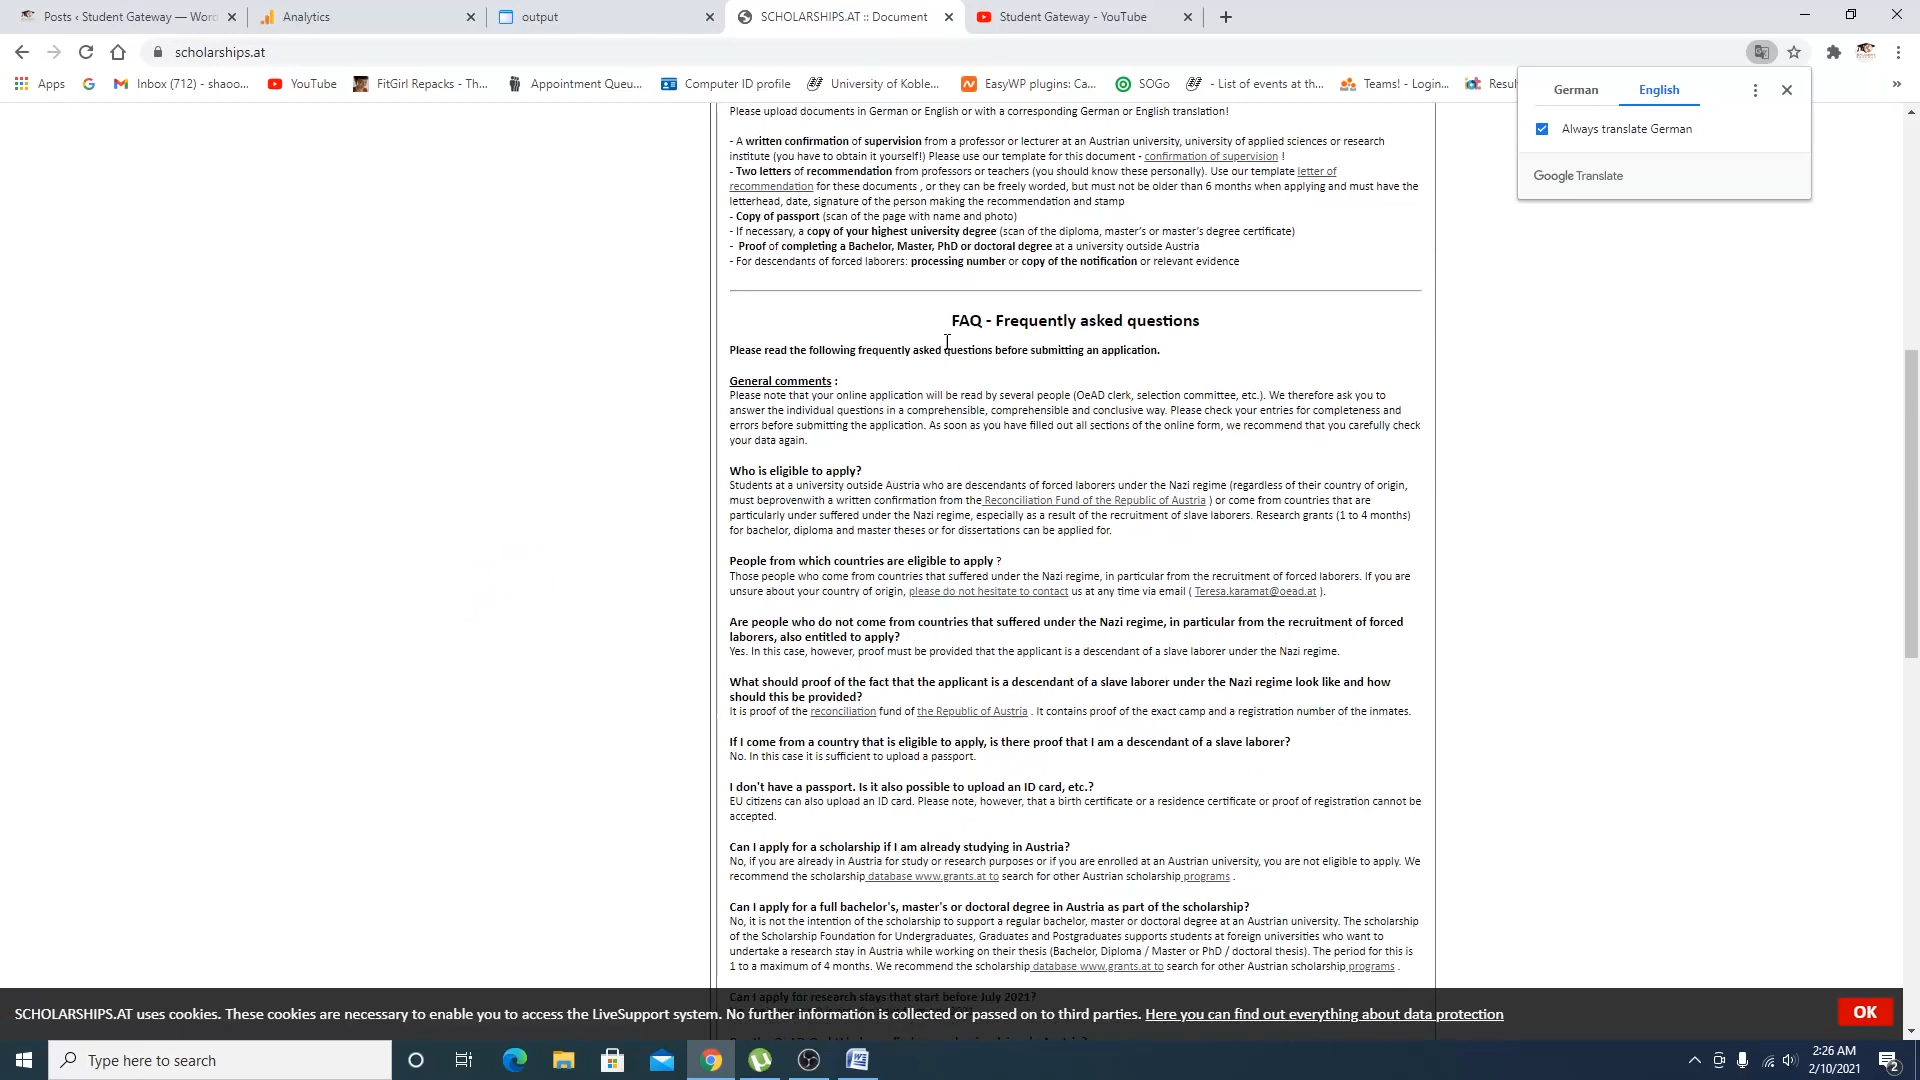 Posts ‹ Student Gateway — Word
Analytics
output
SCHOLARSHIPS.AT :: Document
Student Gateway - YouTube
scholarships.at
Apps
Inbox (712) - shaoo...
YouTube
FitGirl Repacks - Th...
Appointment Queu...
Computer ID profile
University of Koble...
EasyWP plugins: Ca...
SOGo
- List of events at th...
Teams! - Login...
German
English
Always translate German
Google Translate
Please upload documents in German or English or with a corresponding German or English translation!
- A written confirmation of supervision from a professor or lecturer at an Austrian university, university of applied sciences or research
institute (you have to obtain it yourself!) Please use our template for this document - confirmation of supervision !
- Two letters of recommendation from professors or teachers (you should know these personally). Use our template letter of
recommendation for these documents , or they can be freely worded, but must not be older than 6 months when applying and must have the
letterhead, date, signature of the person making the recommendation and stamp
- Copy of passport (scan of the page with name and photo)
- If necessary, a copy of your highest university degree (scan of the diploma, master's or master's degree certificate)
- Proof of completing a Bachelor, Master, PhD or doctoral degree at a university outside Austria
- For descendants of forced laborers: processing number or copy of the notification or relevant evidence
FAQ - Frequently asked questions
Please read the following frequently asked questions before submitting an application.
General comments :
Please note that your online application will be read by several people (OeAD clerk, selection committee, etc.). We therefore ask you to
answer the individual questions in a comprehensible, comprehensible and conclusive way. Please check your entries for completeness and
errors before submitting the application. As soon as you have filled out all sections of the online form, we recommend that you carefully check
your data again.
Who is eligible to apply?
Students at a university outside Austria who are descendants of forced laborers under the Nazi regime (regardless of their country of origin,
must beprovenwith a written confirmation from the Reconciliation Fund of the Republic of Austria ) or come from countries that are
particularly under suffered under the Nazi regime, especially as a result of the recruitment of slave laborers. Research grants (1 to 4 months)
for bachelor, diploma and master theses or for dissertations can be applied for.
People from which countries are eligible to apply ?
Those people who come from countries that suffered under the Nazi regime, in particular from the recruitment of forced laborers. If you are
unsure about your country of origin, please do not hesitate to contact us at any time via email ( Teresa.karamat@oead.at ).
Are people who do not come from countries that suffered under the Nazi regime, in particular from the recruitment of forced
laborers, also entitled to apply?
Yes. In this case, however, proof must be provided that the applicant is a descendant of a slave laborer under the Nazi regime.
What should proof of the fact that the applicant is a descendant of a slave laborer under the Nazi regime look like and how
should this be provided?
It is proof of the reconciliation fund of the Republic of Austria . It contains proof of the exact camp and a registration number of the inmates.
If I come from a country that is eligible to apply, is there proof that I am a descendant of a slave laborer?
No. In this case it is sufficient to upload a passport.
I don't have a passport. Is it also possible to upload an ID card, etc.?
EU citizens can also upload an ID card. Please note, however, that a birth certificate or a residence certificate or proof of registration cannot be
accepted.
Can I apply for a scholarship if I am already studying in Austria?
No, if you are already in Austria for study or research purposes or if you are enrolled at an Austrian university, you are not eligible to apply. We
recommend the scholarship database www.grants.at to search for other Austrian scholarship programs .
Can I apply for a full bachelor's, master's or doctoral degree in Austria as part of the scholarship?
No, it is not the intention of the scholarship to support a regular bachelor, master or doctoral degree at an Austrian university. The scholarship
of the Scholarship Foundation for Undergraduates, Graduates and Postgraduates supports students at foreign universities who want to
undertake a research stay in Austria while working on their thesis (Bachelor, Diploma / Master or PhD / doctoral thesis). The period for this is
1 to a maximum of 4 months. We recommend the scholarship database www.grants.at to search for other Austrian scholarship programs .
Can I apply for research stays that start before July 2021?
SCHOLARSHIPS.AT uses cookies. These cookies are necessary to enable you to access the LiveSupport system. No further information is collected or passed on to third parties. Here you can find out everything about data protection
OK
Type here to search
2:26 AM
2/10/2021
2